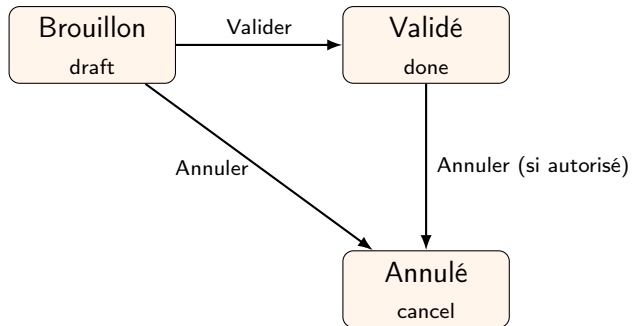 Brouillon
draft
Valider
Validé
done
Annuler
Annuler (si autorisé)
Annulé
cancel